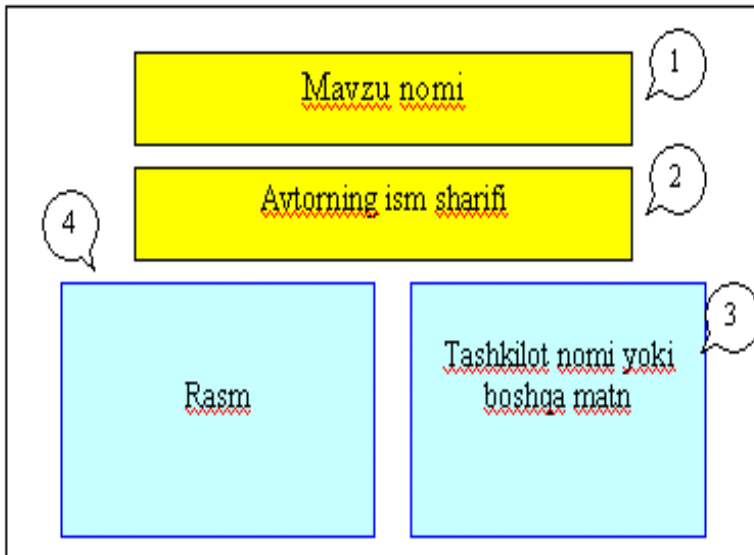 Mavzu nomi
1
Avtorning ism sharifi
2
4
Rasm
Tashkilot nomi yoki
boshqa matn
3